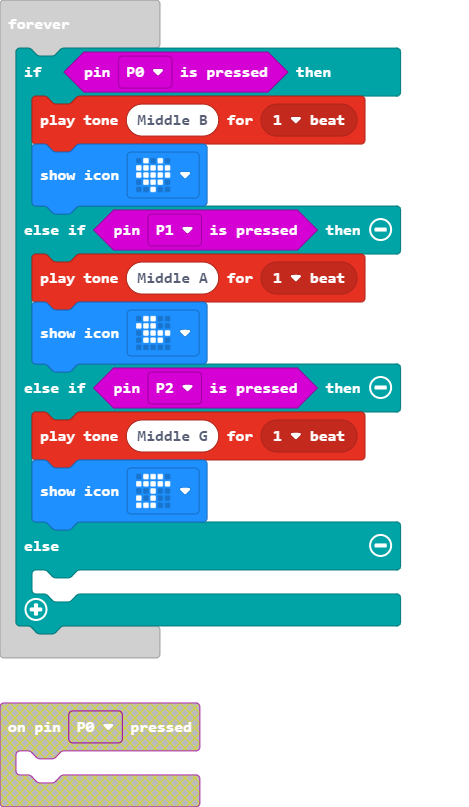 forever
if pin P0 is pressed then
play tone Middle B for 1 beat
show icon
else if pin P1 is pressed then
play tone Middle A for 1 beat
show icon
else if pin P2 is pressed then
play tone Middle G for 1 beat
show icon
else
on pin P0 pressed